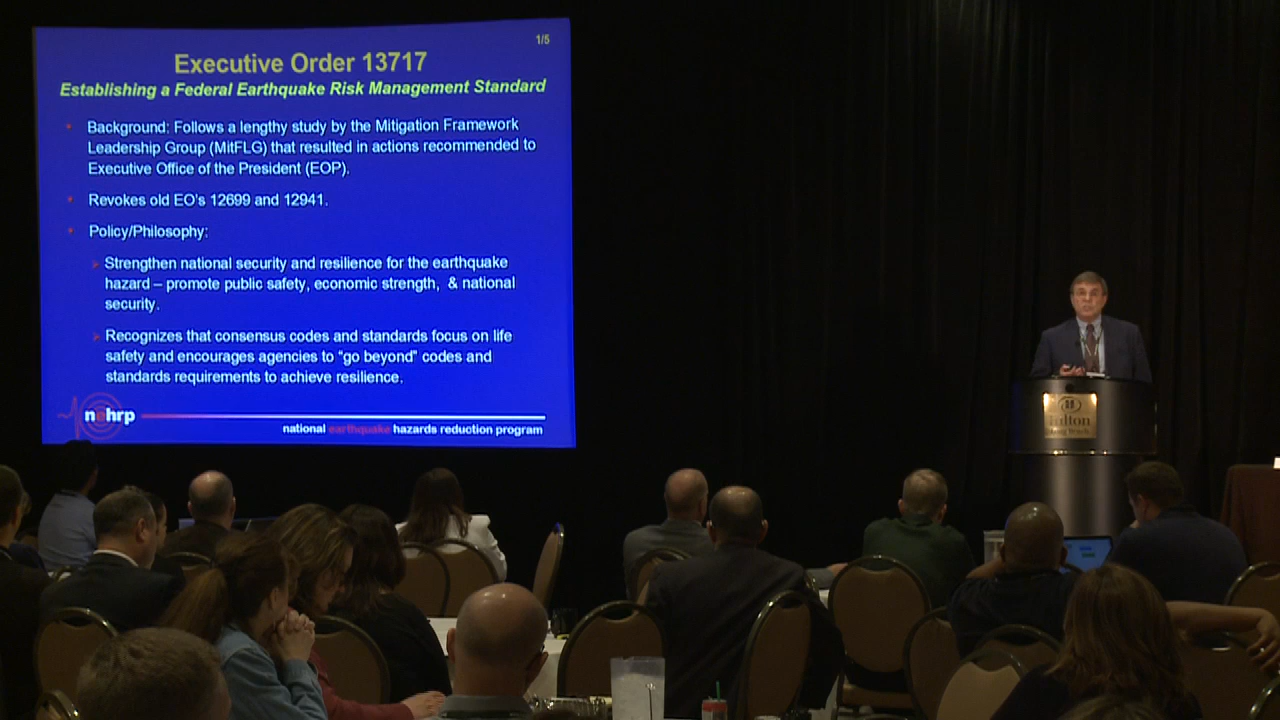 1/5
Executive Order 13717
Establishing a Federal Earthquake Risk Management Standard
Background: Follows a lengthy study by the Mitigation Framework
Leadership Group (MitFLG) that resulted in actions recommended to
Executive Office of the President (EOP).
Revokes old EO's 12699 and 12941.
Policy/Philosophy:
Strengthen national security and resilience for the earthquake
hazard – promote public safety, economic strength, & national
security.
Recognizes that consensus codes and standards focus on life
safety and encourages agencies to "go beyond" codes and
standards requirements to achieve resilience.
nehrp
national earthquake hazards reduction program
Hilton